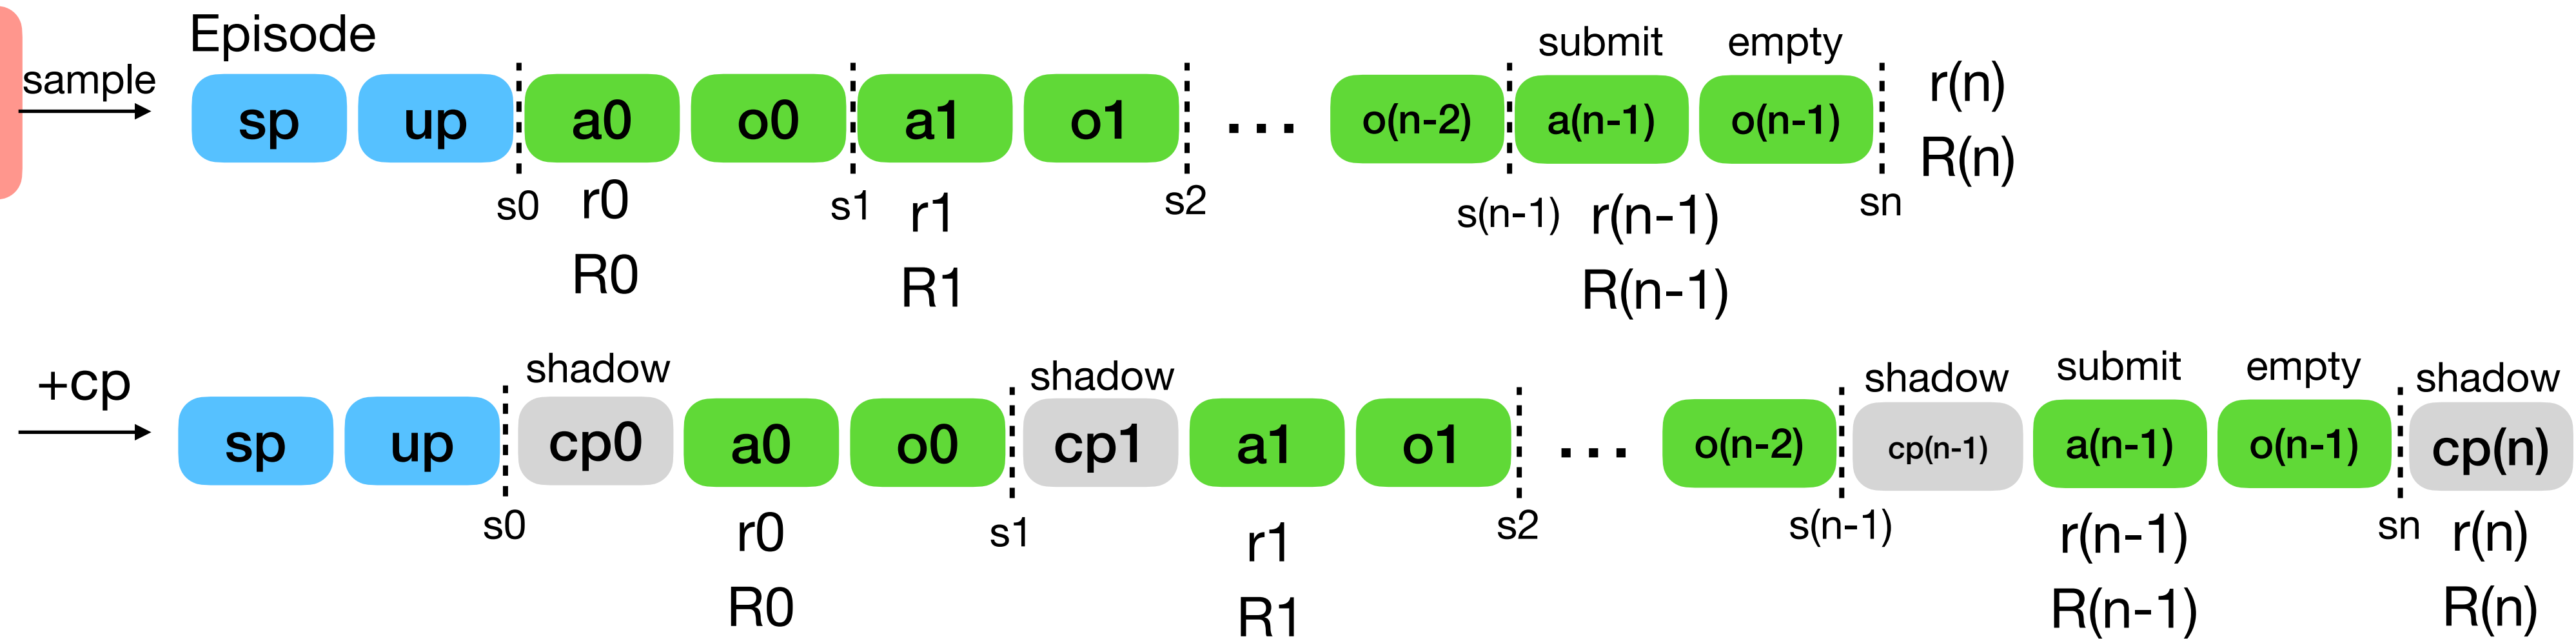 Episode
submit empty
sample
sp up a0 o0 a1 o1 ... o(n-2) a(n-1) o(n-1) r(n)
R(n)
s0 r0 s1 r1 s2 s(n-1) r(n-1) sn
R0 R1 R(n-1)
shadow shadow shadow submit empty shadow
+cp
sp up cp0 a0 o0 cp1 a1 o1 ... o(n-2) cp(n-1) a(n-1) o(n-1) cp(n)
s0 r0 s1 r1 s2 s(n-1) r(n-1) sn r(n)
R0 R1 R(n-1) R(n)